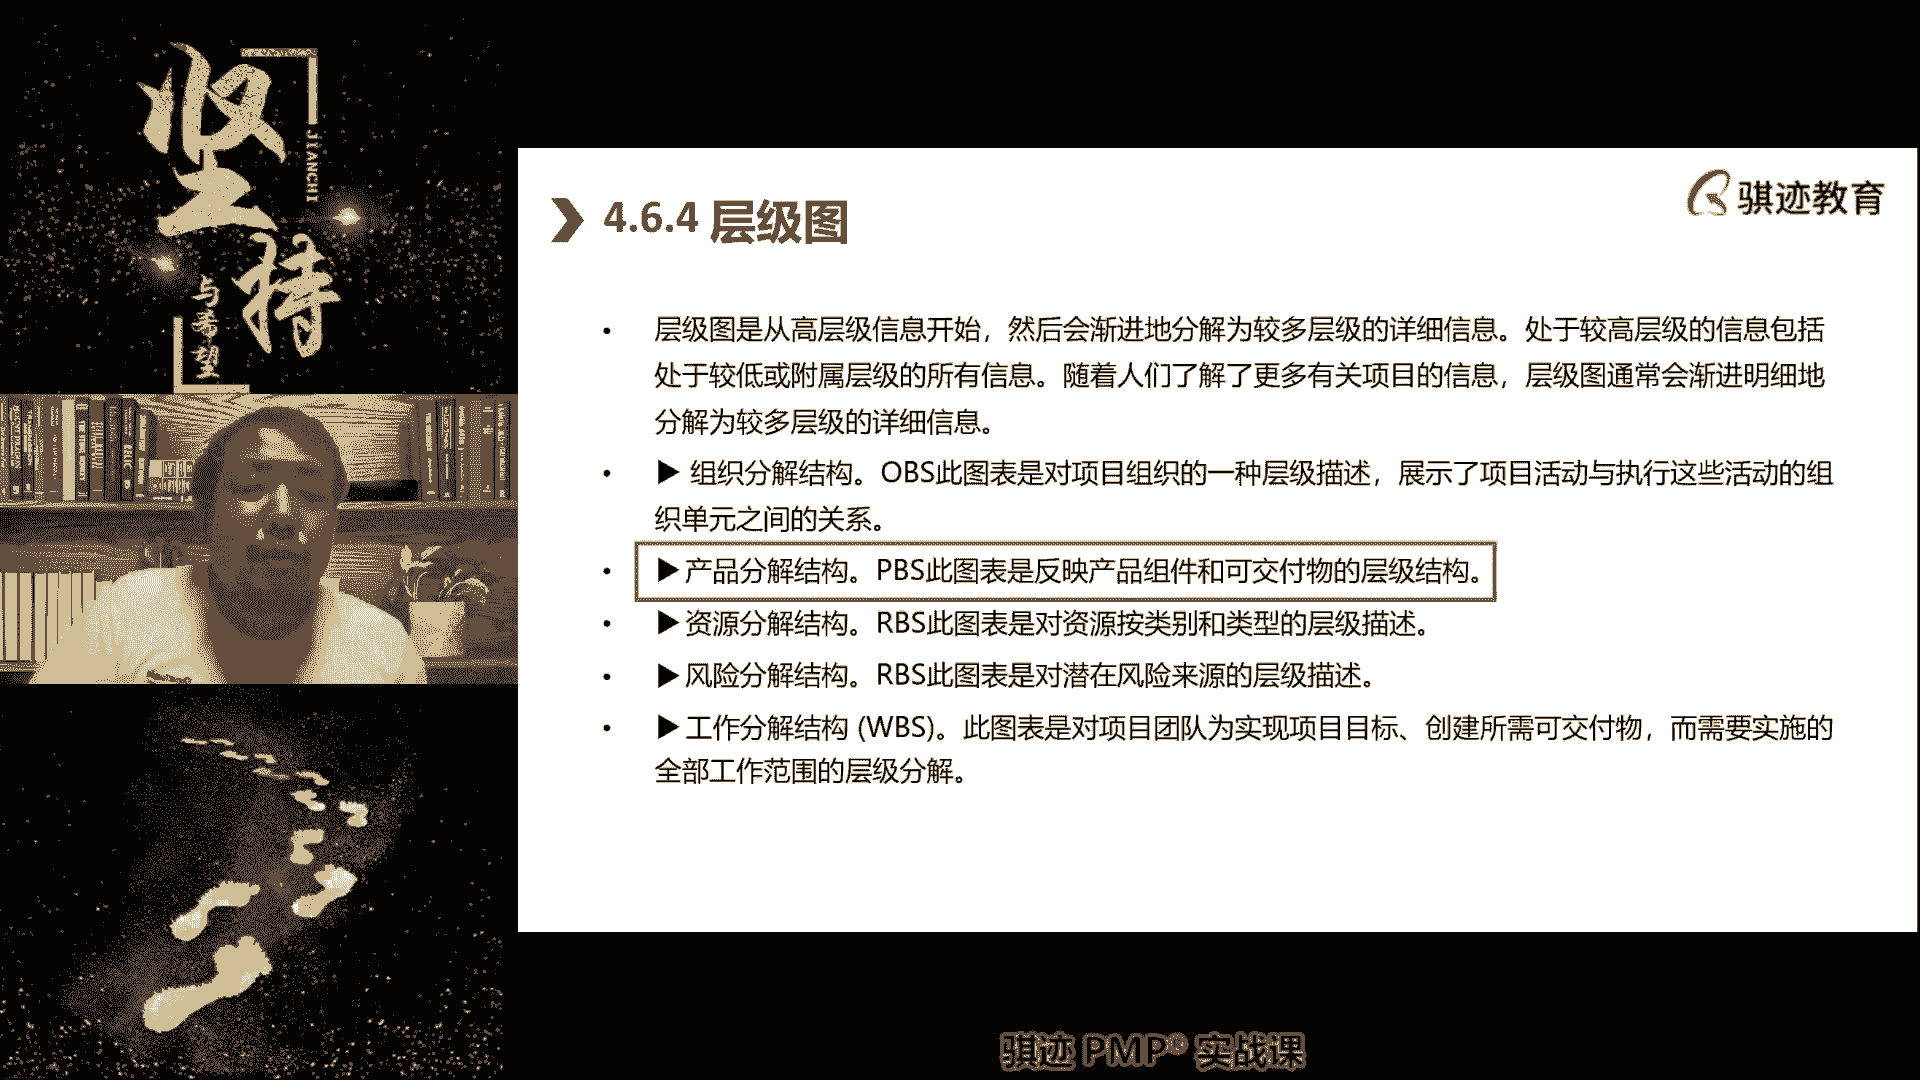 坚持
JIANCHI
与希望
骐迹教育
4.6.4 层级图
• 层级图是从高层级信息开始，然后会渐进地分解为较多层级的详细信息。处于较高层级的信息包括
处于较低或附属层级的所有信息。随着人们了解了更多有关项目的信息，层级图通常会渐进明细地
分解为较多层级的详细信息。
• ▶ 组织分解结构。OBS此图表是对项目组织的一种层级描述，展示了项目活动与执行这些活动的组
织单元之间的关系。
• ▶产品分解结构。PBS此图表是反映产品组件和可交付物的层级结构。
• ▶资源分解结构。RBS此图表是对资源按类别和类型的层级描述。
• ▶风险分解结构。RBS此图表是对潜在风险来源的层级描述。
• ▶工作分解结构 (WBS)。此图表是对项目团队为实现项目目标、创建所需可交付物，而需要实施的
全部工作范围的层级分解。
骐迹 PMP® 实战课